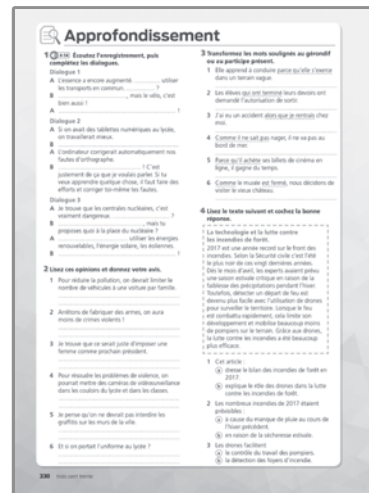 Approfondissement
1 Écoutez l'enregistrement, puis
complétez les dialogues.
Dialogue 1
A L'essence a encore augmenté ........ utiliser
les transports en commun, ........ ?
B ........, mais le vélo, c'est
bien aussi !
A ........ !
Dialogue 2
A Si on avait des tablettes numériques au lycée,
on travaillerait mieux.
B ........
A L'ordinateur corrigerait automatiquement nos
fautes d'orthographe.
B ........ ! C'est
justement de ça que je voulais parler. Si tu
veux apprendre quelque chose, il faut faire des
efforts et corriger toi-même tes fautes.
Dialogue 3
A Je trouve que les centrales nucléaires, c'est
vraiment dangereux. ........ ?
B ........, mais tu
proposes quoi à la place du nucléaire ?
A ........ utiliser les énergies
renouvelables, l'énergie solaire, les éoliennes.
B ........ !
2 Lisez ces opinions et donnez votre avis.
1 Pour réduire la pollution, on devrait limiter le
nombre de véhicules à une voiture par famille.
2 Arrêtons de fabriquer des armes, on aura
moins de crimes violents !
3 Je trouve que ce serait juste d'imposer une
femme comme prochain président.
4 Pour résoudre les problèmes de violence, on
pourrait mettre des caméras de vidéosurveillance
dans les couloirs du lycée et dans les classes.
5 Je pense qu'on ne devrait pas interdire les
graffitis sur les murs de la ville.
6 Et si on portait l'uniforme au lycée ?
3 Transformez les mots soulignés au gérondif
ou au participe présent.
1 Elle apprend à conduire parce qu'elle s'exerce
dans un terrain vague.
2 Les élèves qui ont terminé leurs devoirs ont
demandé l'autorisation de sortir.
3 J'ai eu un accident alors que je rentrais chez
moi.
4 Comme il ne sait pas nager, il ne va pas au
bord de mer.
5 Parce qu'il achète ses billets de cinéma en
ligne, il gagne du temps.
6 Comme le musée est fermé, nous décidons de
visiter le vieux château.
4 Lisez le texte suivant et cochez la bonne
réponse.
La technologie et la lutte contre
les incendies de forêt.
2017 est une année record sur le front des
incendies. Selon la Sécurité civile c'est l'été
le plus noir de ces vingt dernières années.
Dès le mois d'avril, les experts avaient prévu
une saison estivale critique en raison de la
faiblesse des précipitations pendant l'hiver.
Toutefois, détecter un départ de feu est
devenu plus facile avec l'utilisation de drones
pour surveiller le territoire. Lorsque le feu
est combattu rapidement, cela limite son
développement et mobilise beaucoup moins
de pompiers sur le terrain. Grâce aux drones,
la lutte contre les incendies a été beaucoup
plus efficace.
1 Cet article :
a dresse le bilan des incendies de forêt en
2017.
b explique le rôle des drones dans la lutte
contre les incendies de forêt.
2 Les nombreux incendies de 2017 étaient
prévisibles :
a à cause du manque de pluie au cours de
l'hiver précédent.
b en raison de la sécheresse estivale.
3 Les drones facilitent
a le contrôle du travail des pompiers.
b la détection des foyers d'incendie.
330 trois cent trente